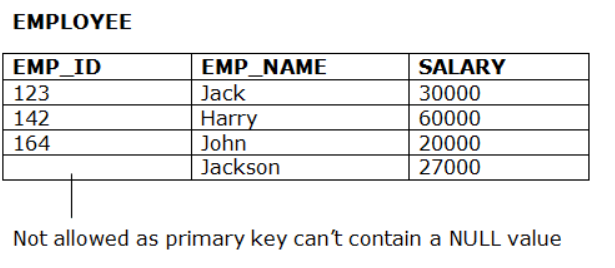 EMPLOYEE
EMP_ID EMP_NAME SALARY
123 Jack 30000
142 Harry 60000
164 John 20000
Jackson 27000
Not allowed as primary key can't contain a NULL value